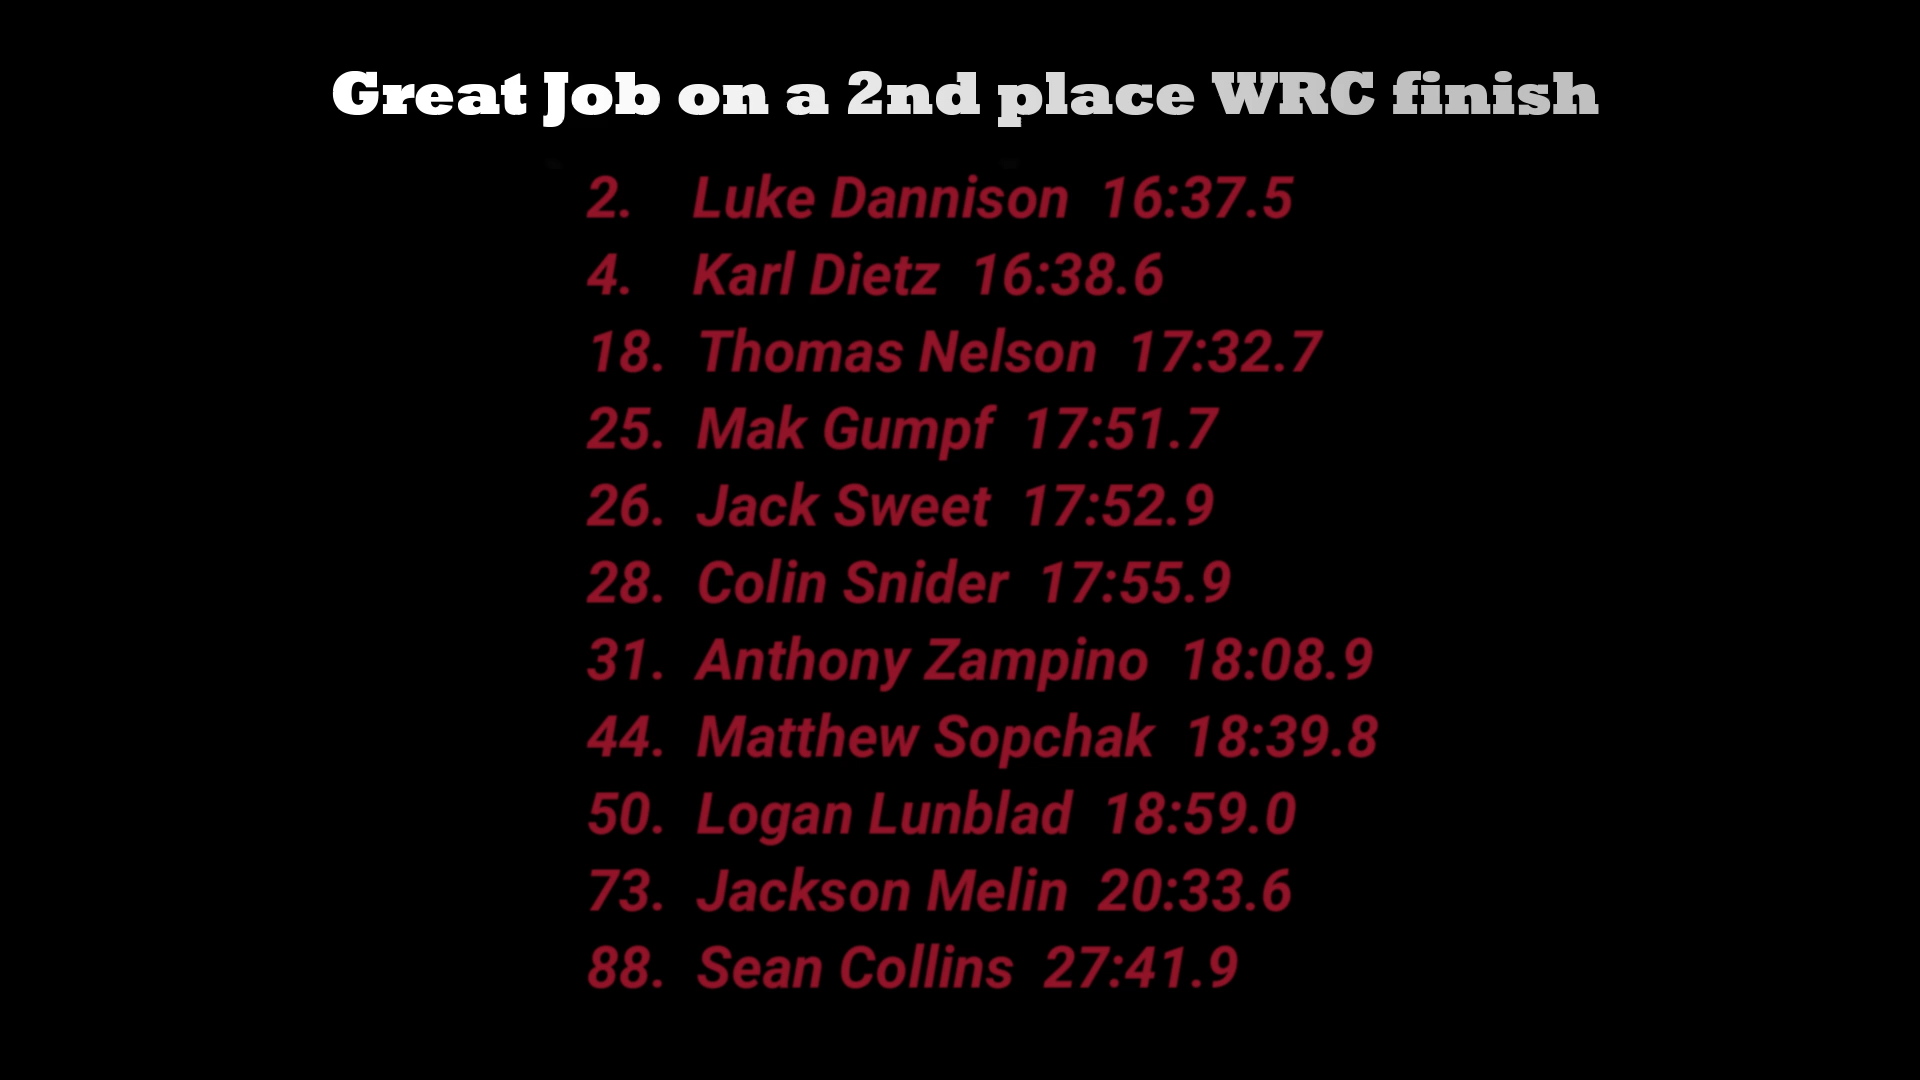 Great Job on a 2nd place WRC finish
2. Luke Dannison 16:37.5
4. Karl Dietz 16:38.6
18. Thomas Nelson 17:32.7
25. Mak Gumpf 17:51.7
26. Jack Sweet 17:52.9
28. Colin Snider 17:55.9
31. Anthony Zampino 18:08.9
44. Matthew Sopchak 18:39.8
50. Logan Lunblad 18:59.0
73. Jackson Melin 20:33.6
88. Sean Collins 27:41.9